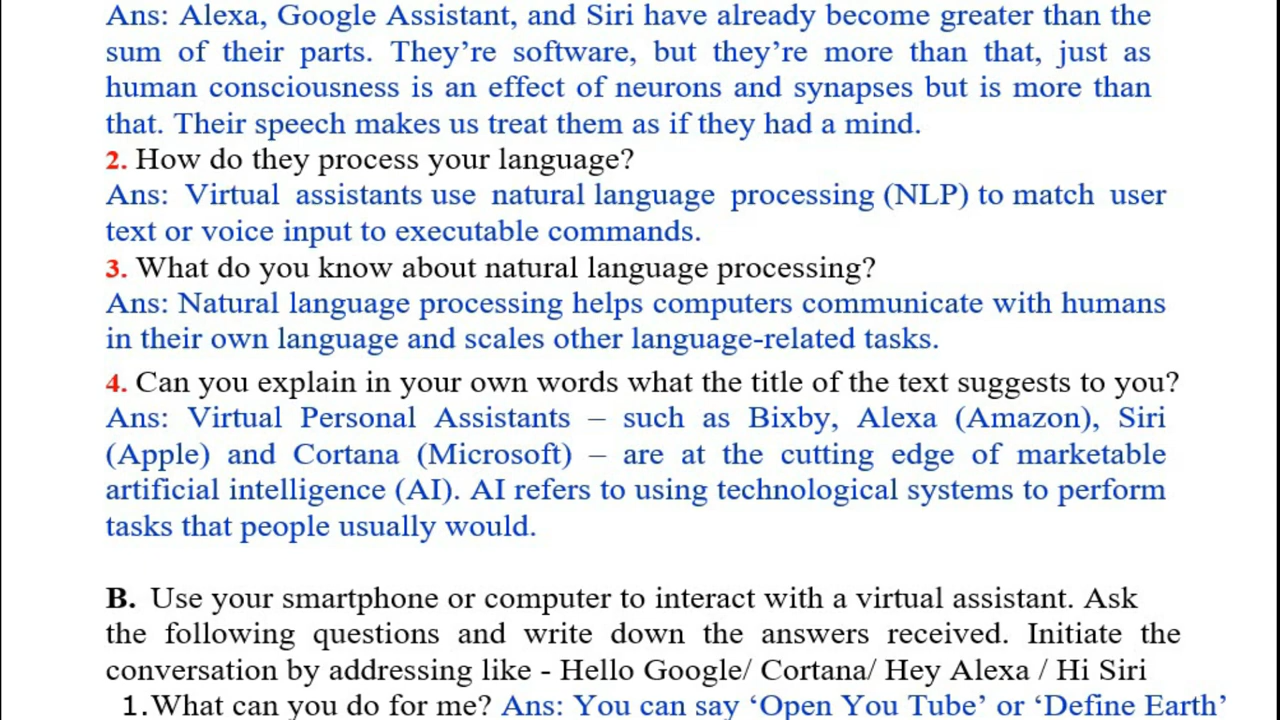 Ans: Alexa, Google Assistant, and Siri have already become greater than the
sum of their parts. They’re software, but they’re more than that, just as
human consciousness is an effect of neurons and synapses but is more than
that. Their speech makes us treat them as if they had a mind.
2. How do they process your language?
Ans: Virtual assistants use natural language processing (NLP) to match user
text or voice input to executable commands.
3. What do you know about natural language processing?
Ans: Natural language processing helps computers communicate with humans
in their own language and scales other language-related tasks.
4. Can you explain in your own words what the title of the text suggests to you?
Ans: Virtual Personal Assistants – such as Bixby, Alexa (Amazon), Siri
(Apple) and Cortana (Microsoft) – are at the cutting edge of marketable
artificial intelligence (AI). AI refers to using technological systems to perform
tasks that people usually would.
B. Use your smartphone or computer to interact with a virtual assistant. Ask
the following questions and write down the answers received. Initiate the
conversation by addressing like - Hello Google/ Cortana/ Hey Alexa / Hi Siri
1.What can you do for me? Ans: You can say ‘Open You Tube’ or ‘Define Earth’